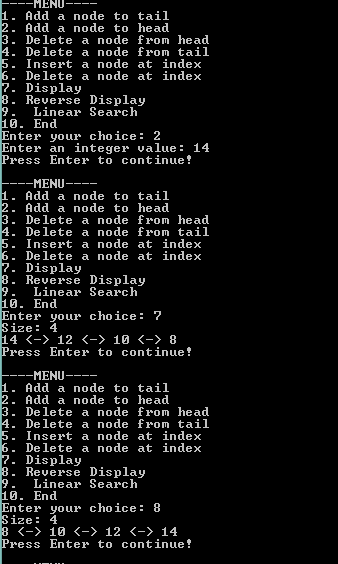 ----MENU----
1. Add a node to tail
2. Add a node to head
3. Delete a node from head
4. Delete a node from tail
5. Insert a node at index
6. Delete a node at index
7. Display
8. Reverse Display
9.  Linear Search
10. End
Enter your choice: 2
Enter an integer value: 14
Press Enter to continue!
----MENU----
1. Add a node to tail
2. Add a node to head
3. Delete a node from head
4. Delete a node from tail
5. Insert a node at index
6. Delete a node at index
7. Display
8. Reverse Display
9.  Linear Search
10. End
Enter your choice: 7
Size: 4
14 <-> 12 <-> 10 <-> 8
Press Enter to continue!
----MENU----
1. Add a node to tail
2. Add a node to head
3. Delete a node from head
4. Delete a node from tail
5. Insert a node at index
6. Delete a node at index
7. Display
8. Reverse Display
9.  Linear Search
10. End
Enter your choice: 8
Size: 4
8 <-> 10 <-> 12 <-> 14
Press Enter to continue!